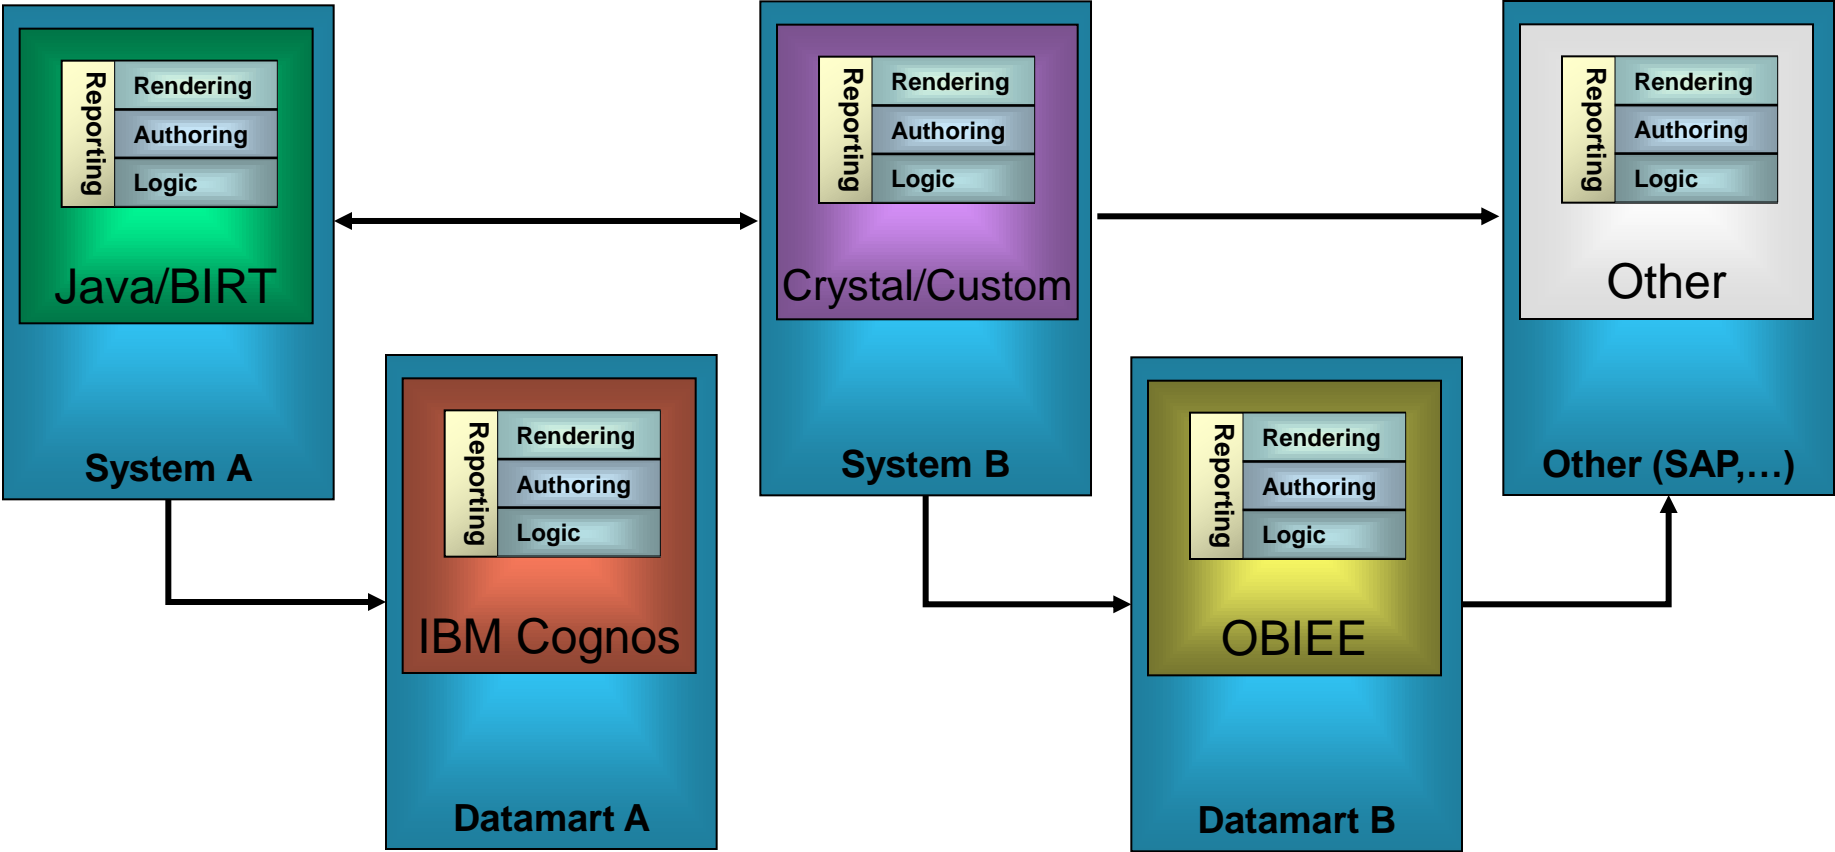 Reporting
Rendering
Authoring
Logic
Java/BIRT
System A
Reporting
Rendering
Authoring
Logic
Crystal/Custom
System B
Reporting
Rendering
Authoring
Logic
Other
Other (SAP,…)
Reporting
Rendering
Authoring
Logic
IBM Cognos
Datamart A
Reporting
Rendering
Authoring
Logic
OBIEE
Datamart B